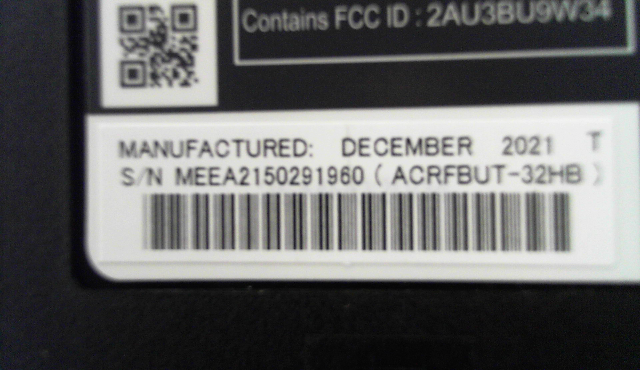 Contains FCC ID : 2AU3BU9W34
MANUFACTURED: DECEMBER 2021 T
S/N MEEA2150291960 ( ACRFBUT-32HB )